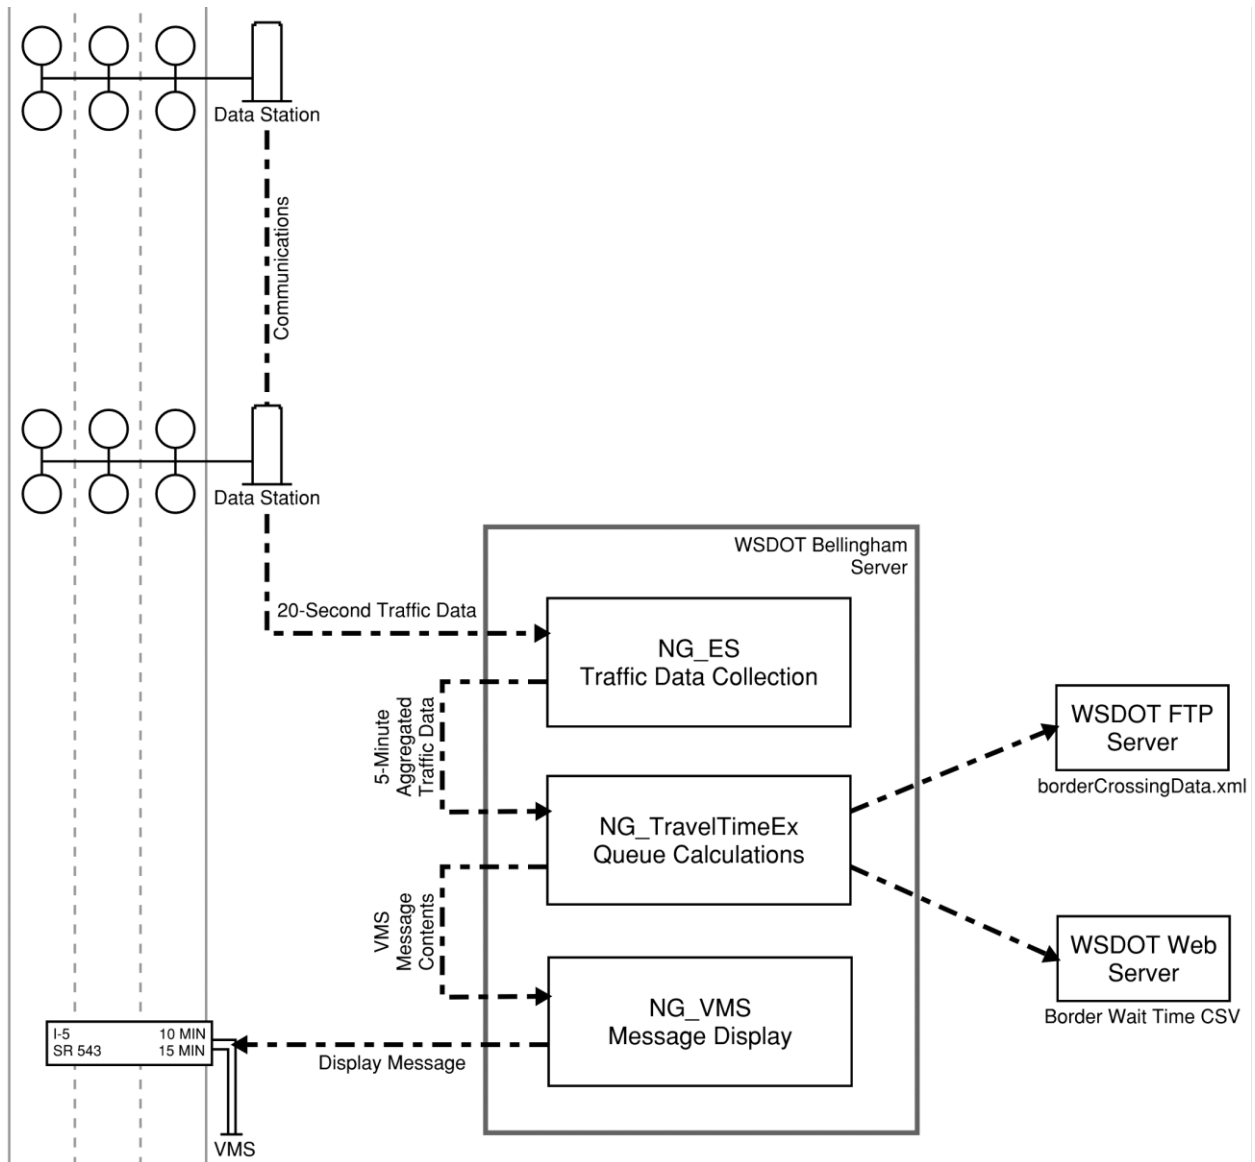 Data Station
Communications
Data Station
WSDOT Bellingham
Server
20-Second Traffic Data
NG_ES
Traffic Data Collection
5-Minute
Aggregated
Traffic Data
WSDOT FTP
Server
borderCrossingData.xml
NG_TravelTimeEx
Queue Calculations
VMS
Message
Contents
WSDOT Web
Server
Border Wait Time CSV
NG_VMS
Message Display
I-5 10 MIN
SR 543 15 MIN
Display Message
VMS